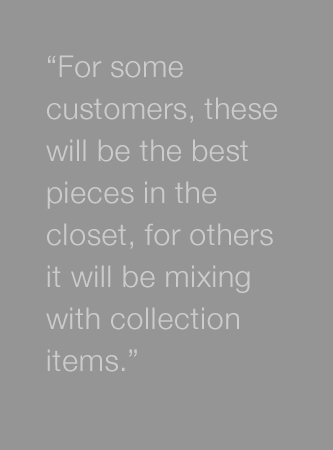 “For some
customers, these
will be the best
pieces in the
closet, for others
it will be mixing
with collection
items.”